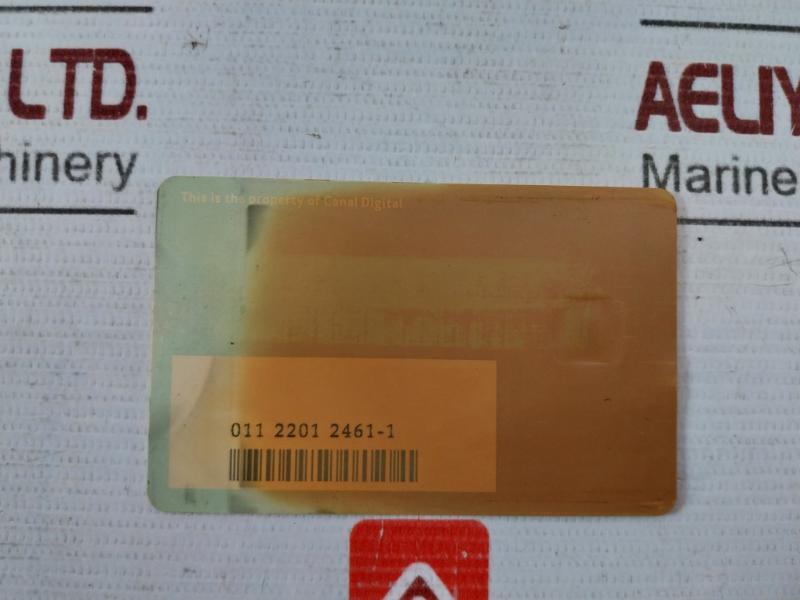 LTD.
hinery
AELIY
Marine
This is the property of Canal Digital
011 2201 2461-1